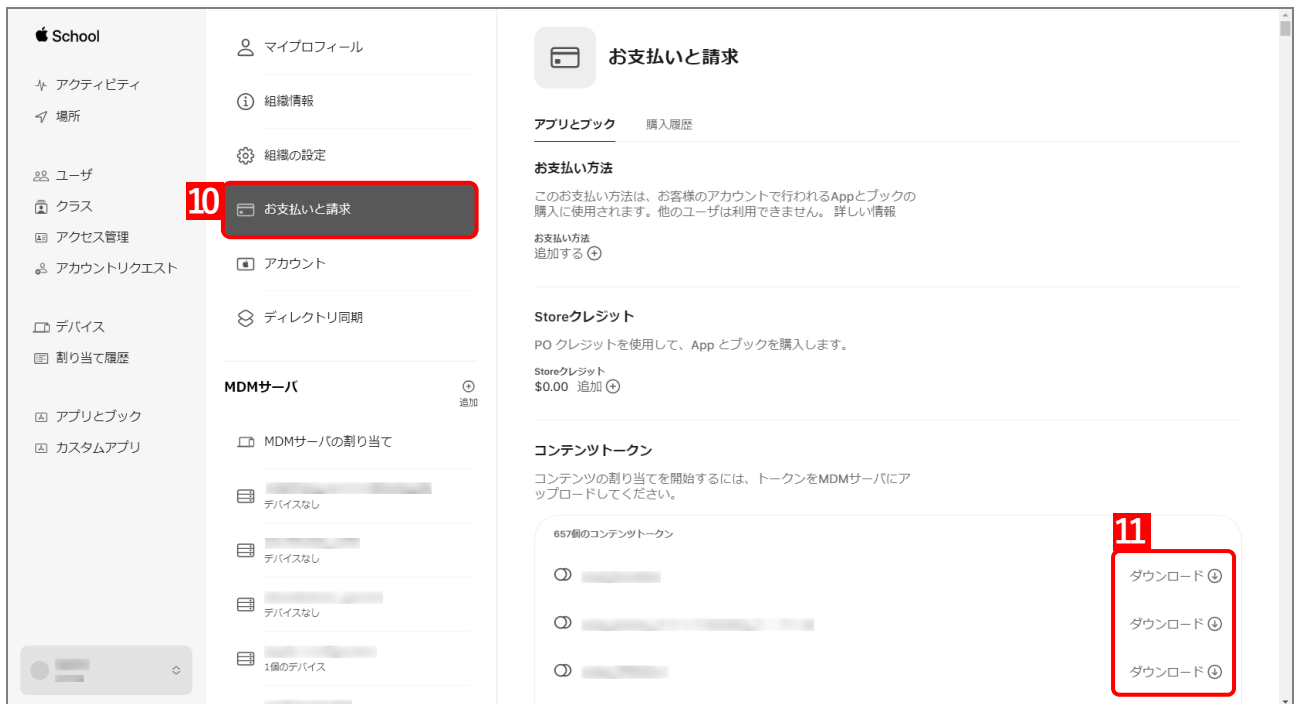 School
アクティビティ
場所
ユーザ
クラス
アクセス管理
アカウントリクエスト
デバイス
割り当て履歴
アプリとブック
カスタムアプリ
マイプロフィール
組織情報
組織の設定
10
お支払いと請求
アカウント
ディレクトリ同期
MDMサーバ
追加
MDMサーバの割り当て
デバイスなし
デバイスなし
デバイスなし
1個のデバイス
お支払いと請求
アプリとブック 購入履歴
お支払い方法
このお支払い方法は、お客様のアカウントで行われるAppとブックの
購入に使用されます。他のユーザは利用できません。 詳しい情報
お支払い方法
追加する
Storeクレジット
PO クレジットを使用して、App とブックを購入します。
Storeクレジット
$0.00 追加
コンテンツトークン
コンテンツの割り当てを開始するには、トークンをMDMサーバにア
ップロードしてください。
657個のコンテンツトークン
11
ダウンロード
ダウンロード
ダウンロード